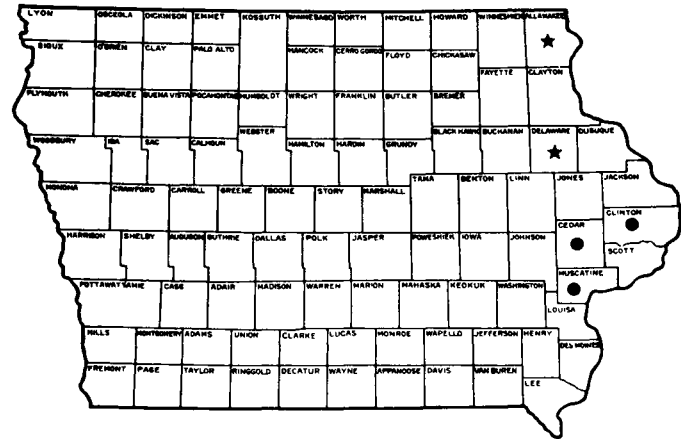 LYON OSCEOLA DICKINSON EMMET KOSSUTH WINNEBAGO WORTH MITCHELL HOWARD WINNESHIEK ALLAMAKEE
SIOUX O'BRIEN CLAY PALO ALTO HANCOCK CERRO GORDO FLOYD CHICKASAW
FAYETTE CLAYTON
PLYMOUTH CHEROKEE BUENA VISTA POCAHONTAS HUMBOLDT WRIGHT FRANKLIN BUTLER BREMER
WOODBURY IDA SAC CALHOUN WEBSTER HAMILTON HARDIN GRUNDY BLACK HAWK BUCHANAN DELAWARE DUBUQUE
MONONA CRAWFORD CARROLL GREENE BOONE STORY MARSHALL TAMA BENTON LINN JONES JACKSON
CLINTON
HARRISON SHELBY AUDUBON GUTHRIE DALLAS POLK JASPER POWESHIEK IOWA JOHNSON CEDAR
SCOTT
POTTAWATTAMIE CASS ADAIR MADISON WARREN MARION MAHASKA KEOKUK WASHINGTON MUSCATINE
LOUISA
MILLS MONTGOMERY ADAMS UNION CLARKE LUCAS MONROE WAPELLO JEFFERSON HENRY
DES MOINES
FREMONT PAGE TAYLOR RINGGOLD DECATUR WAYNE APPANOOSE DAVIS VAN BUREN
LEE